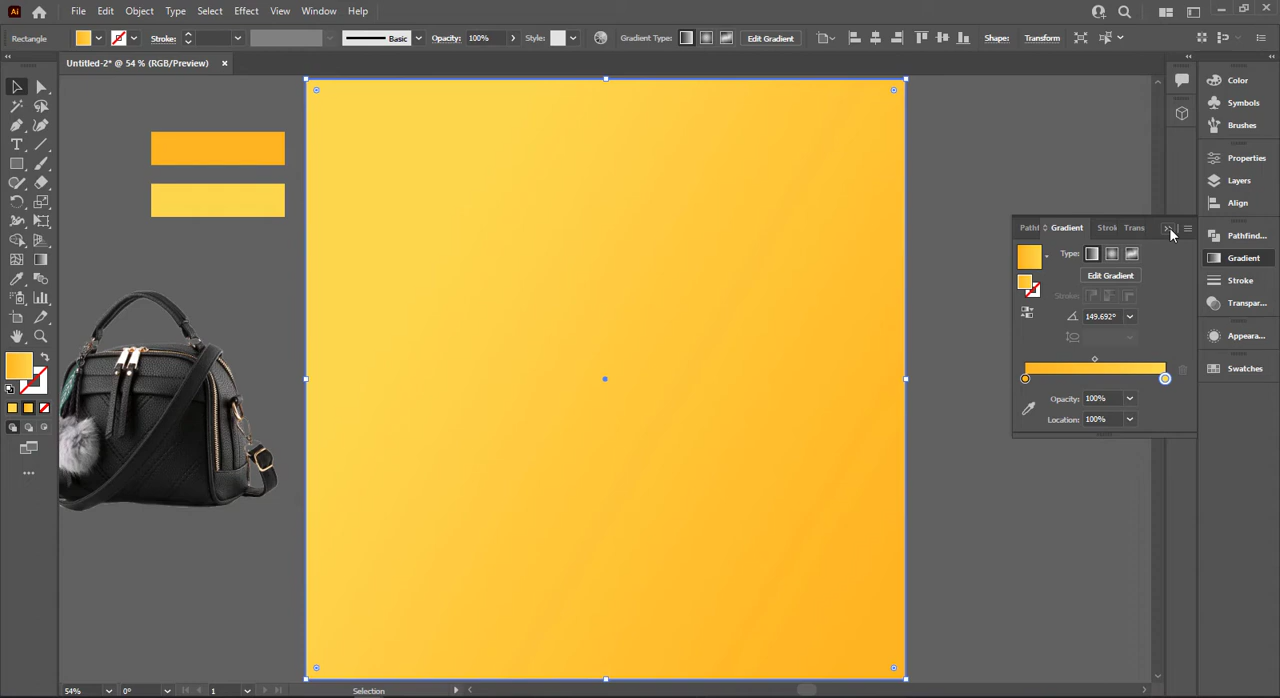 Ai File Edit Object Type Select Effect View Window Help
Rectangle Stroke: Basic Opacity: 100% Style: Gradient Type: Edit Gradient Shape: Transform
Untitled-2* @ 54 % (RGB/Preview) ×
Color
Symbols
Brushes
Properties
Layers
Align
Pathf Gradient Strok Trans
Pathfind...
Type:
Gradient
Edit Gradient
Stroke
Stroke:
Transpar...
149.692°
Appeara...
Swatches
Opacity: 100%
Location: 100%
54% 0° 1 Selection